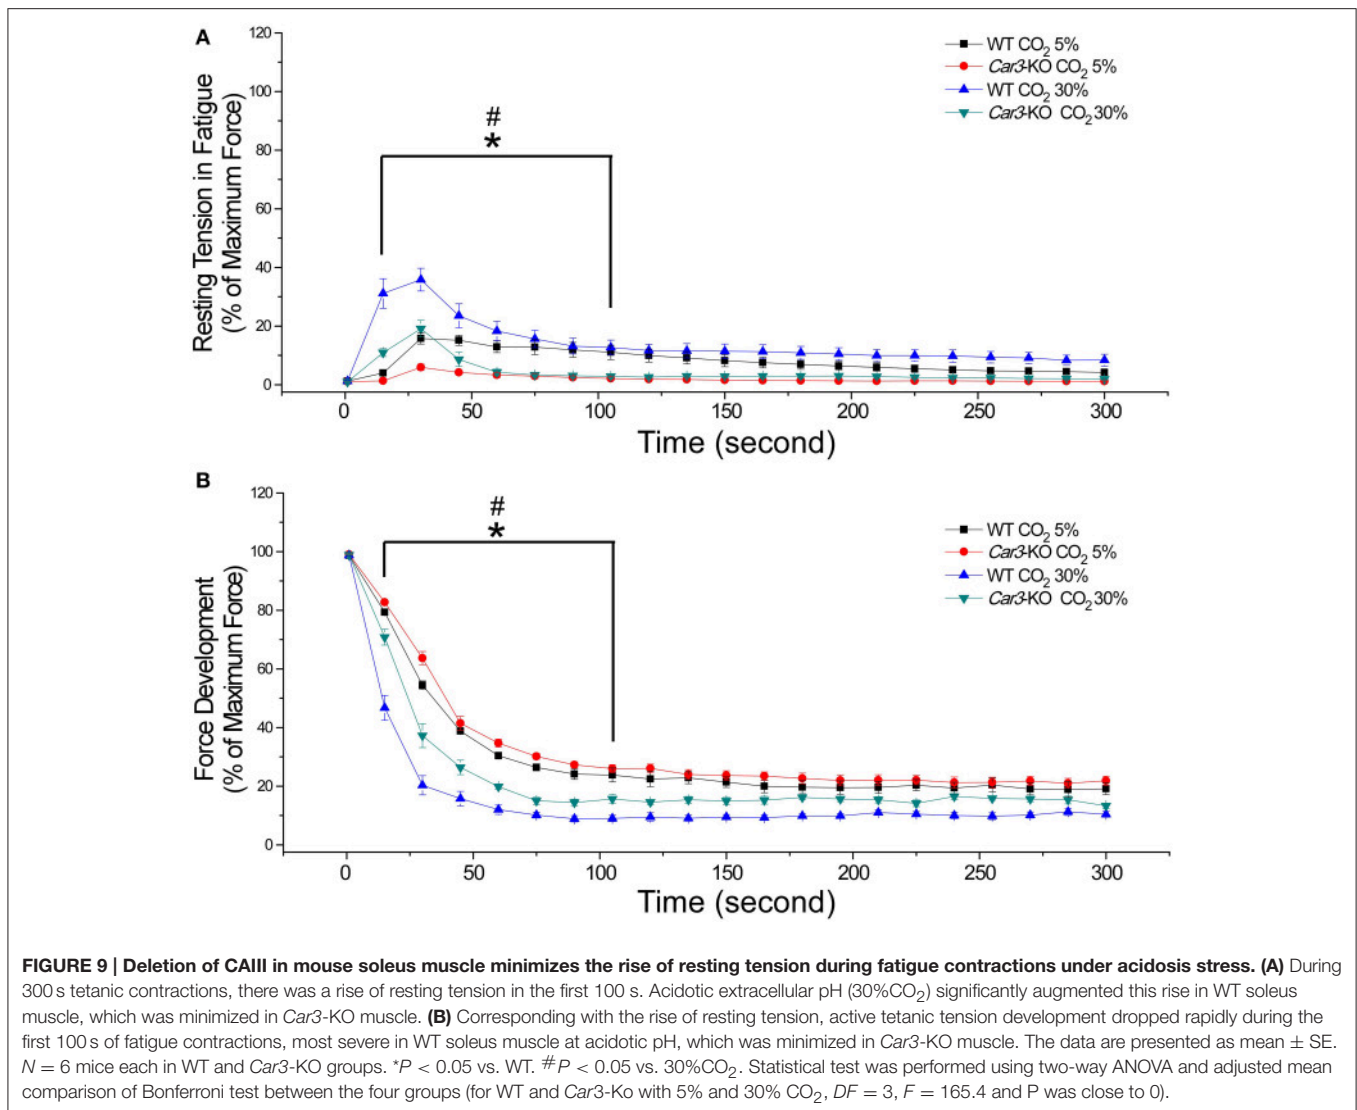 A
120
100
80
60
40
20
0
Resting Tension in Fatigue
(% of Maximum Force)
#
*
WT CO₂ 5%
Car3-KO CO₂ 5%
WT CO₂ 30%
Car3-KO CO₂30%
0 50 100 150 200 250 300
Time (second)
B
120
100
80
60
40
20
0
Force Development
(% of Maximum Force)
#
*
WT CO₂ 5%
Car3-KO CO₂ 5%
WT CO₂ 30%
Car3-KO CO₂30%
0 50 100 150 200 250 300
Time (second)
FIGURE 9 | Deletion of CAIII in mouse soleus muscle minimizes the rise of resting tension during fatigue contractions under acidosis stress. (A) During
300 s tetanic contractions, there was a rise of resting tension in the first 100 s. Acidotic extracellular pH (30%CO₂) significantly augmented this rise in WT soleus
muscle, which was minimized in Car3-KO muscle. (B) Corresponding with the rise of resting tension, active tetanic tension development dropped rapidly during the
first 100 s of fatigue contractions, most severe in WT soleus muscle at acidotic pH, which was minimized in Car3-KO muscle. The data are presented as mean ± SE.
N = 6 mice each in WT and Car3-KO groups. *P < 0.05 vs. WT. #P < 0.05 vs. 30%CO₂. Statistical test was performed using two-way ANOVA and adjusted mean
comparison of Bonferroni test between the four groups (for WT and Car3-Ko with 5% and 30% CO₂, DF = 3, F = 165.4 and P was close to 0).